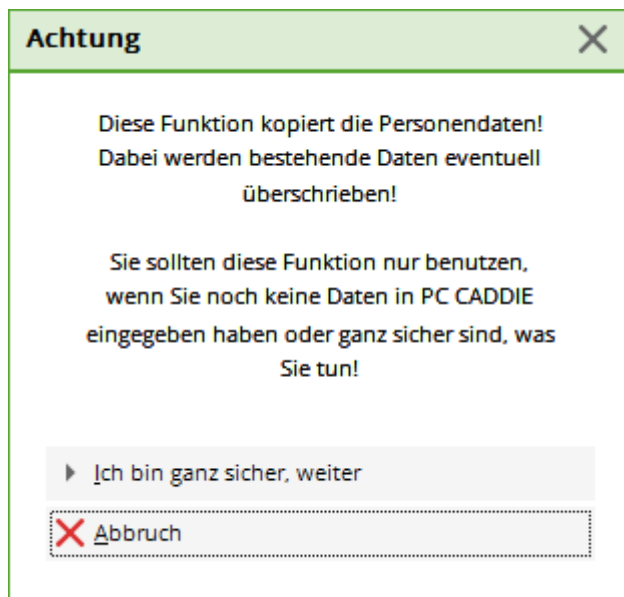 Achtung
Diese Funktion kopiert die Personendaten!
Dabei werden bestehende Daten eventuell
überschrieben!
Sie sollten diese Funktion nur benutzen,
wenn Sie noch keine Daten in PC CADDIE
eingegeben haben oder ganz sicher sind, was
Sie tun!
Ich bin ganz sicher, weiter
Abbruch